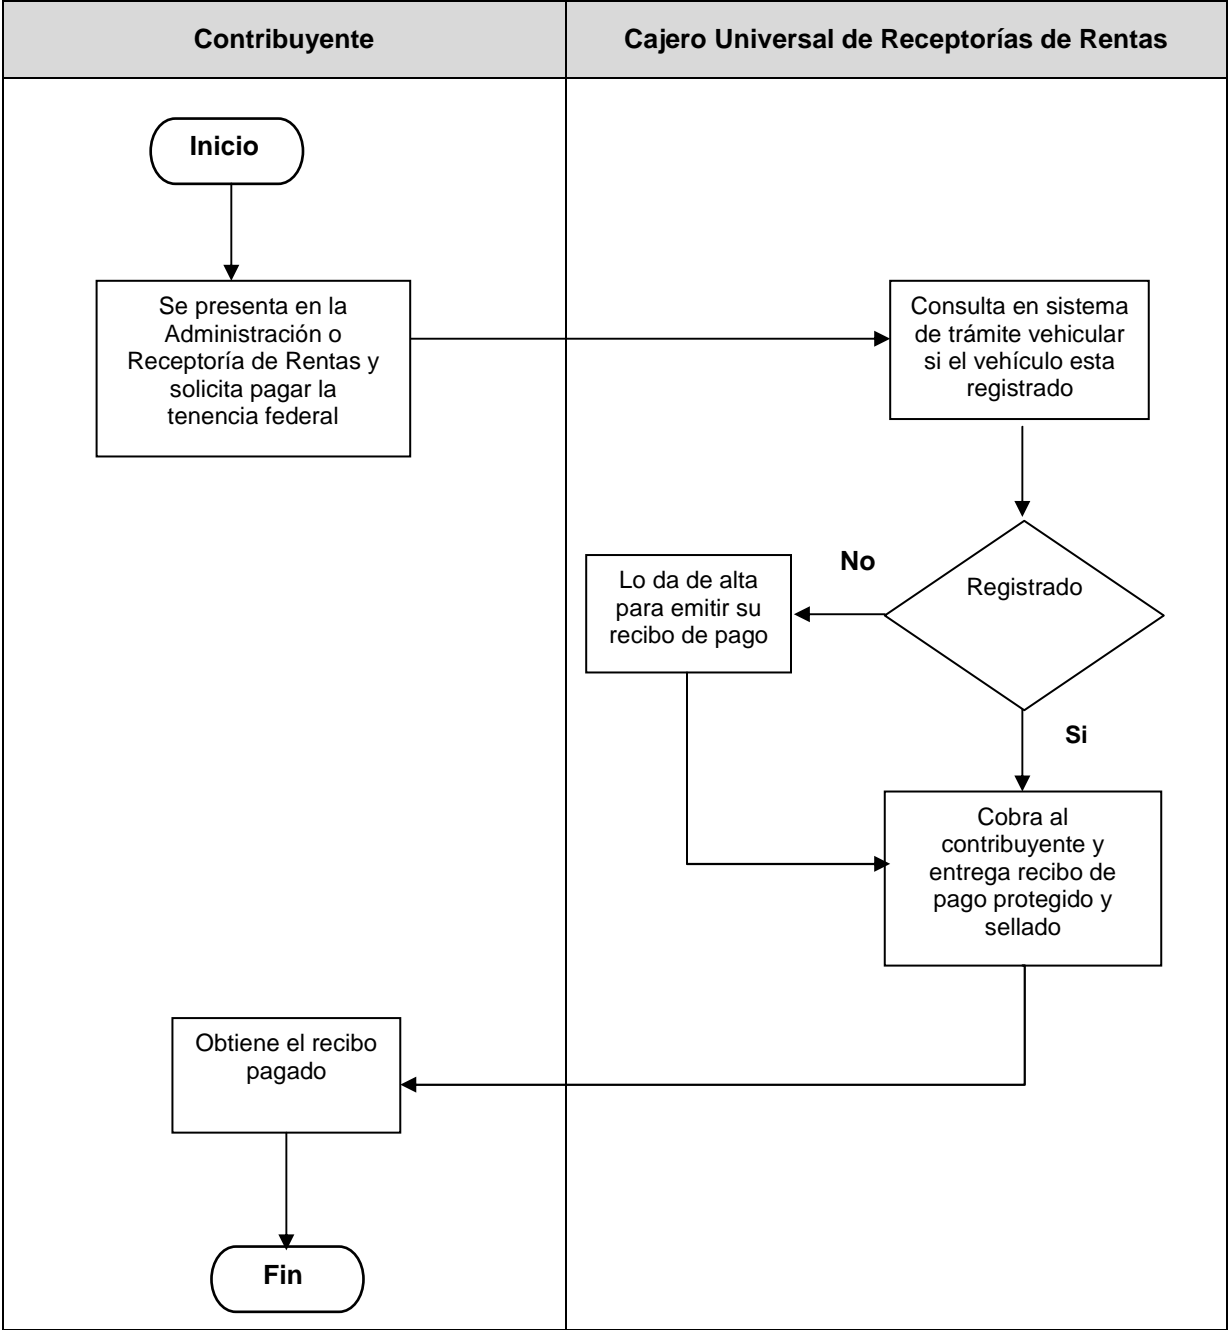 Contribuyente
Cajero Universal de Receptorías de Rentas
Inicio
Se presenta en la
Administración o
Receptoría de Rentas y
solicita pagar la
tenencia federal
Consulta en sistema
de trámite vehicular
si el vehículo esta
registrado
Registrado
No
Lo da de alta
para emitir su
recibo de pago
Si
Cobra al
contribuyente y
entrega recibo de
pago protegido y
sellado
Obtiene el recibo
pagado
Fin